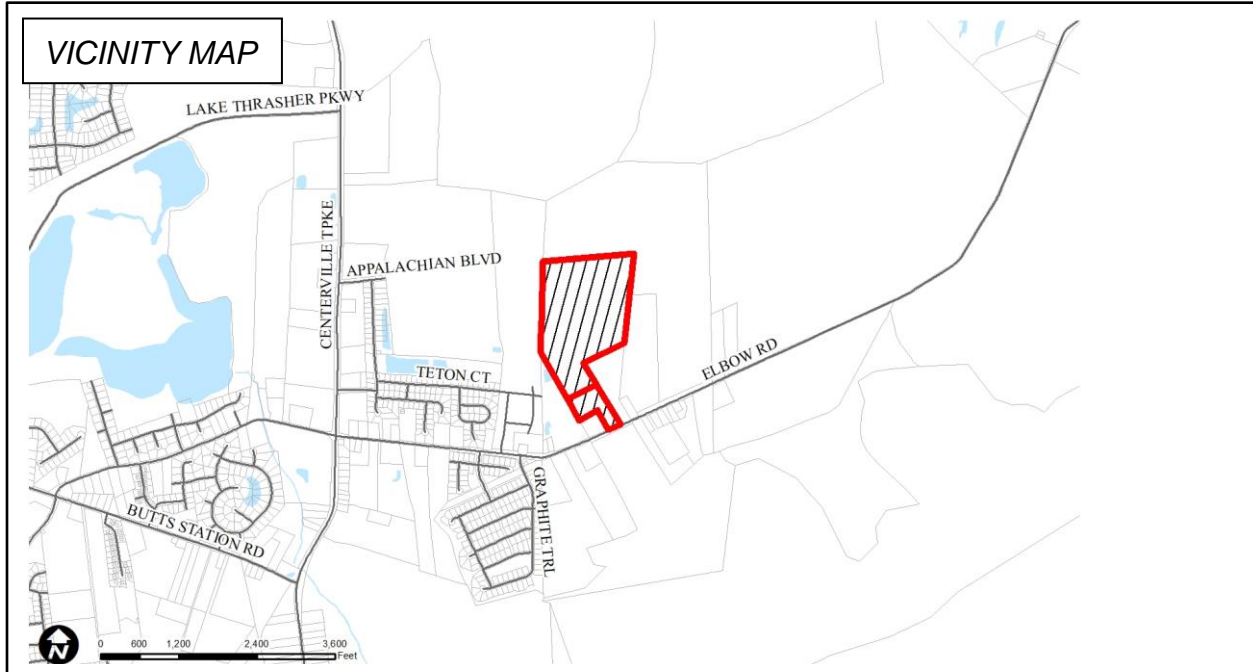 VICINITY MAP
LAKE THRASHER PKWY
CENTERVILLE TPKE
APPALACHIAN BLVD
TETON CT
ELBOW RD
GRAPHITE TRL
BUTTS STATION RD
N
0 600 1,200 2,400 3,600
Feet